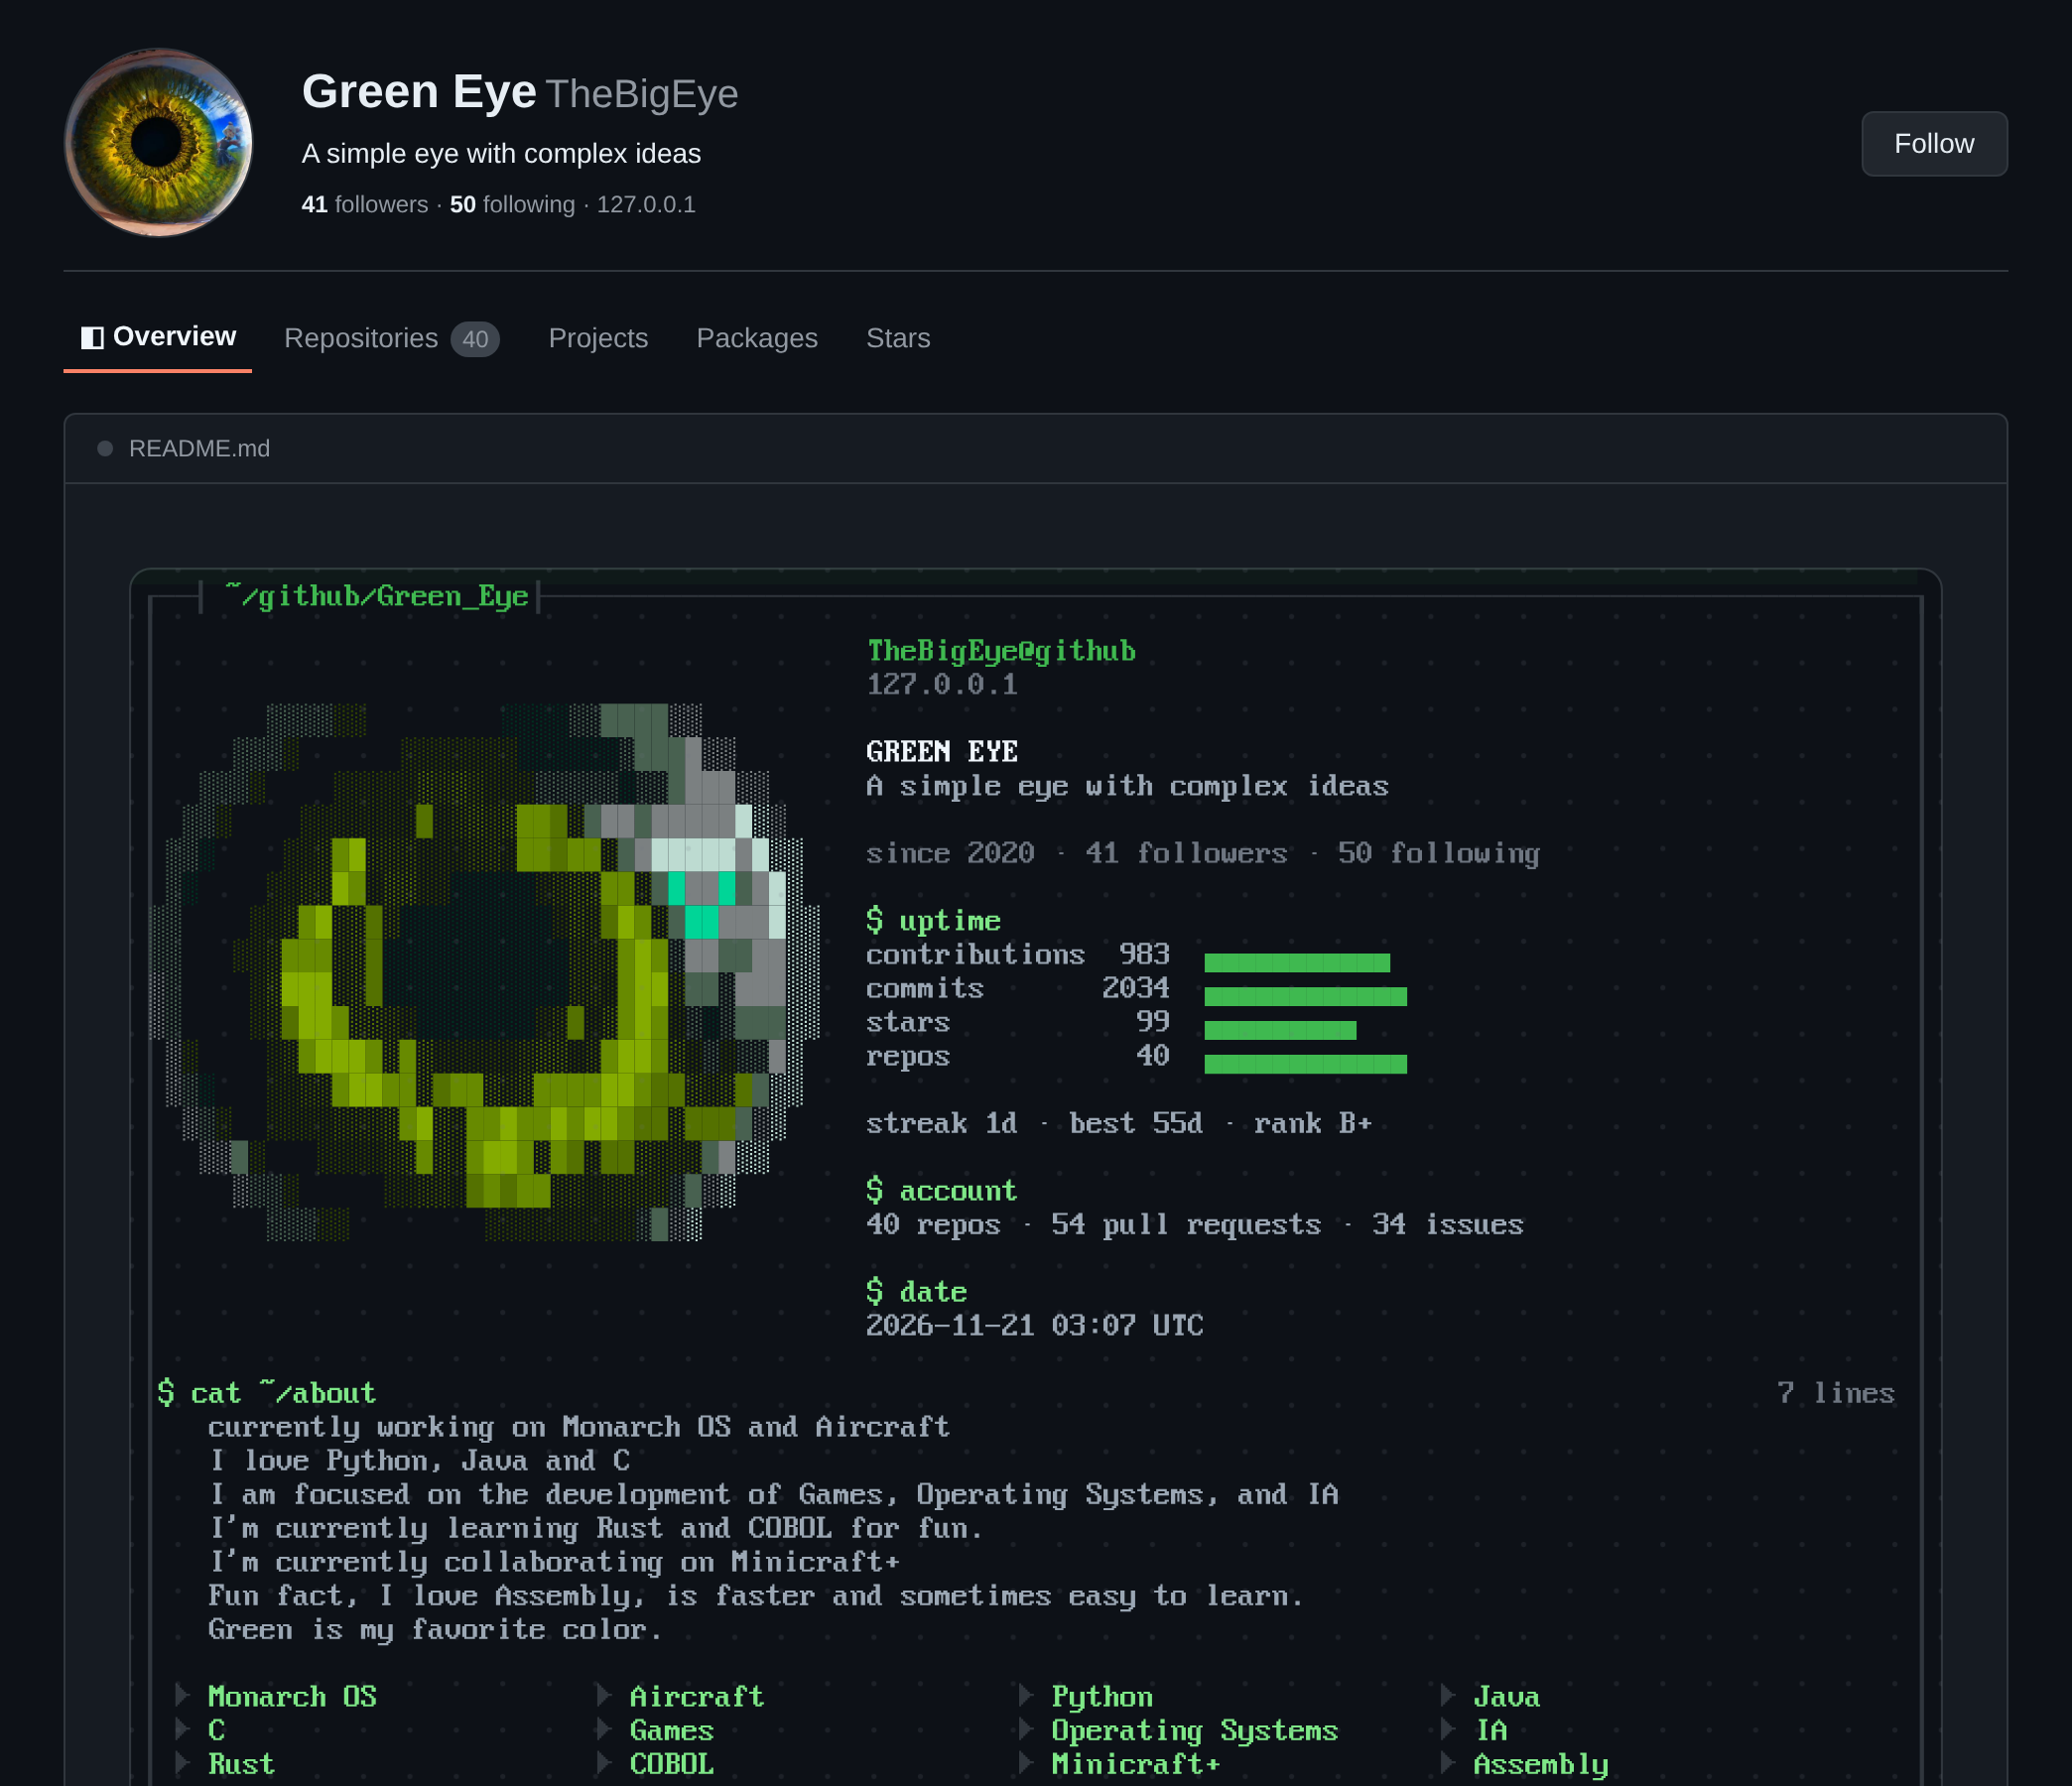 Green Eye TheBigEye
A simple eye with complex ideas
41 followers · 50 following · 127.0.0.1
Follow
Overview Repositories 40 Projects Packages Stars
README.md
~/github/Green_Eye
TheBigEye@github
127.0.0.1
GREEN EYE
A simple eye with complex ideas
since 2020 · 41 followers · 50 following
$ uptime
contributions 983
commits 2034
stars 99
repos 40
streak 1d · best 55d · rank B+
$ account
40 repos · 54 pull requests · 34 issues
$ date
2026-11-21 03:07 UTC
$ cat ~/about 7 lines
currently working on Monarch OS and Aircraft
I love Python, Java and C
I am focused on the development of Games, Operating Systems, and IA
I'm currently learning Rust and COBOL for fun.
I'm currently collaborating on Minicraft+
Fun fact, I love Assembly, is faster and sometimes easy to learn.
Green is my favorite color.
Monarch OS Aircraft Python Java
C Games Operating Systems IA
Rust COBOL Minicraft+ Assembly